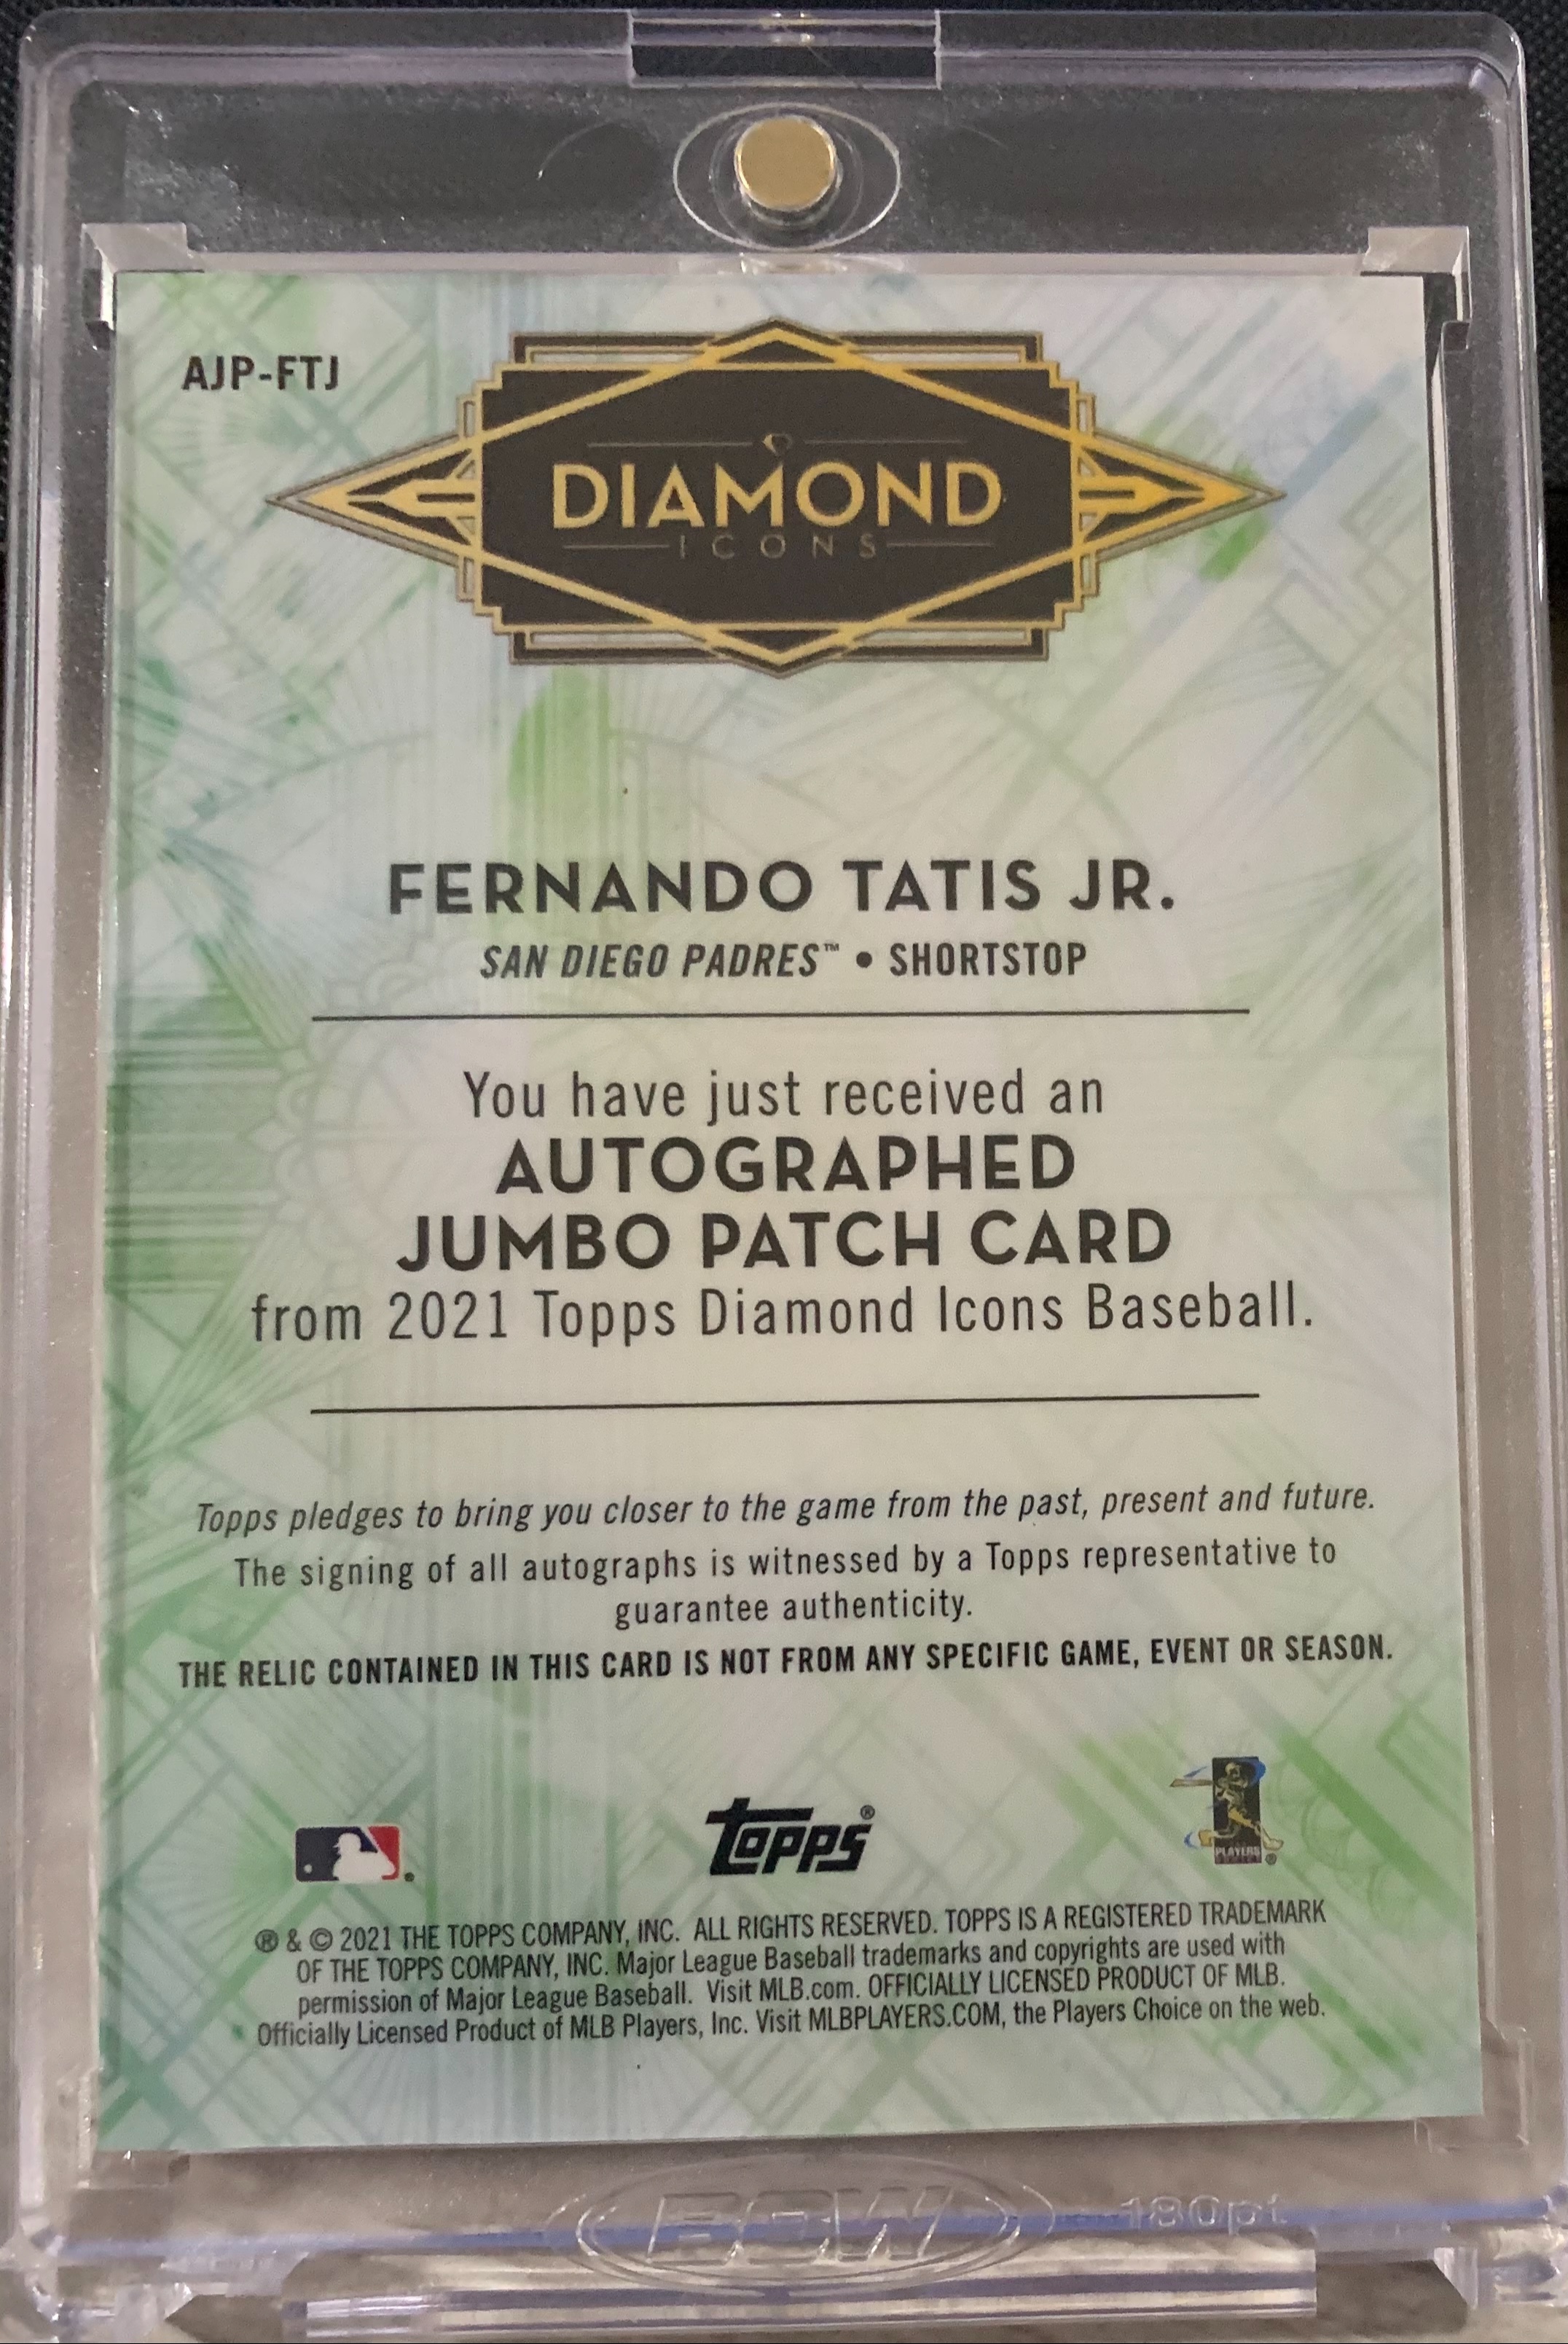 AJP-FTJ
DIAMOND
ICONS
FERNANDO TATIS JR.
SAN DIEGO PADRES™ • SHORTSTOP
You have just received an
AUTOGRAPHED
JUMBO PATCH CARD
from 2021 Topps Diamond Icons Baseball.
Topps pledges to bring you closer to the game from the past, present and future.
The signing of all autographs is witnessed by a Topps representative to
guarantee authenticity.
THE RELIC CONTAINED IN THIS CARD IS NOT FROM ANY SPECIFIC GAME, EVENT OR SEASON.
topps®
PLAYERS
® & © 2021 THE TOPPS COMPANY, INC. ALL RIGHTS RESERVED. TOPPS IS A REGISTERED TRADEMARK
OF THE TOPPS COMPANY, INC. Major League Baseball trademarks and copyrights are used with
permission of Major League Baseball. Visit MLB.com. OFFICIALLY LICENSED PRODUCT OF MLB.
Officially Licensed Product of MLB Players, Inc. Visit MLBPLAYERS.COM, the Players Choice on the web.
BCW 180pt